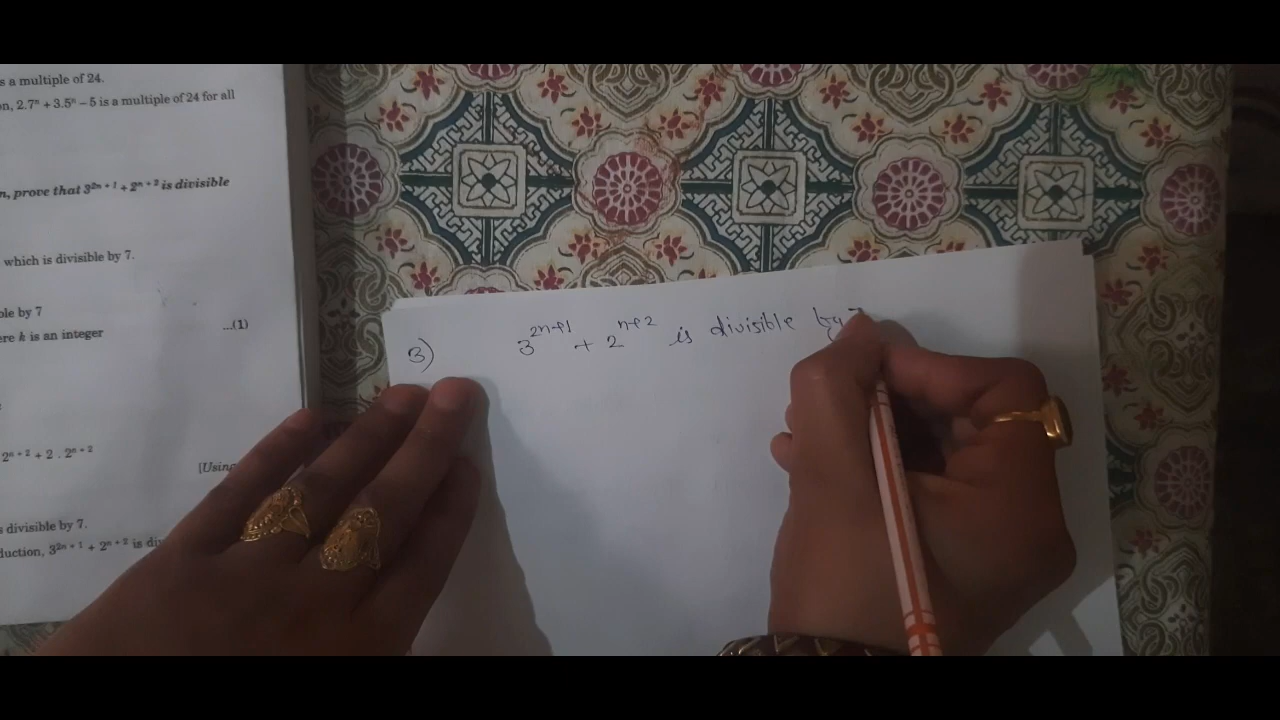 s a multiple of 24.
n, 2.7ⁿ + 3.5ⁿ – 5 is a multiple of 24 for all
n, prove that 3²ⁿ⁺¹ + 2ⁿ⁺² is divisible
which is divisible by 7.
ble by 7
ere k is an integer ...(1)
2ⁿ⁺² + 2 . 2ⁿ⁺²
[Using
s divisible by 7.
duction, 3²ⁿ⁺¹ + 2ⁿ⁺² is div
3) 3²ⁿ⁺¹ + 2ⁿ⁺² is divisible by 7